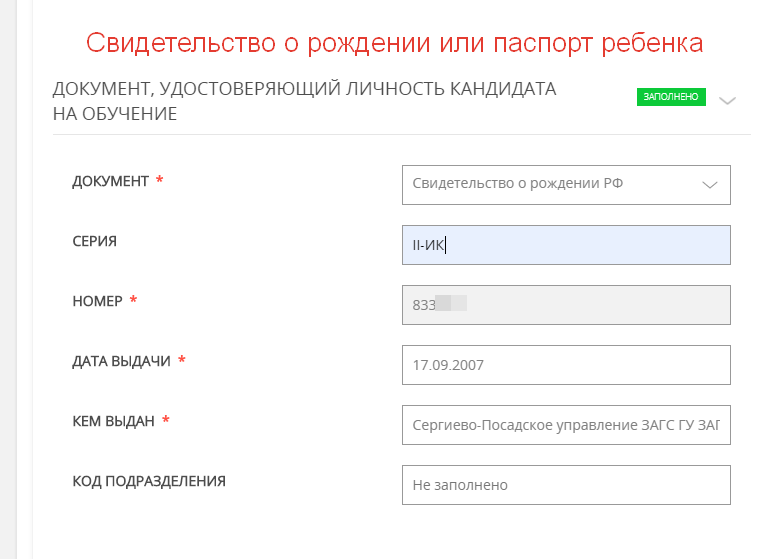 Свидетельство о рождении или паспорт ребенка
ДОКУМЕНТ, УДОСТОВЕРЯЮЩИЙ ЛИЧНОСТЬ КАНДИДАТА
НА ОБУЧЕНИЕ
ЗАПОЛНЕНО
ДОКУМЕНТ *
Свидетельство о рождении РФ
СЕРИЯ
II-ИК
НОМЕР *
833
ДАТА ВЫДАЧИ *
17.09.2007
КЕМ ВЫДАН *
Сергиево-Посадское управление ЗАГС ГУ ЗАГ
КОД ПОДРАЗДЕЛЕНИЯ
Не заполнено